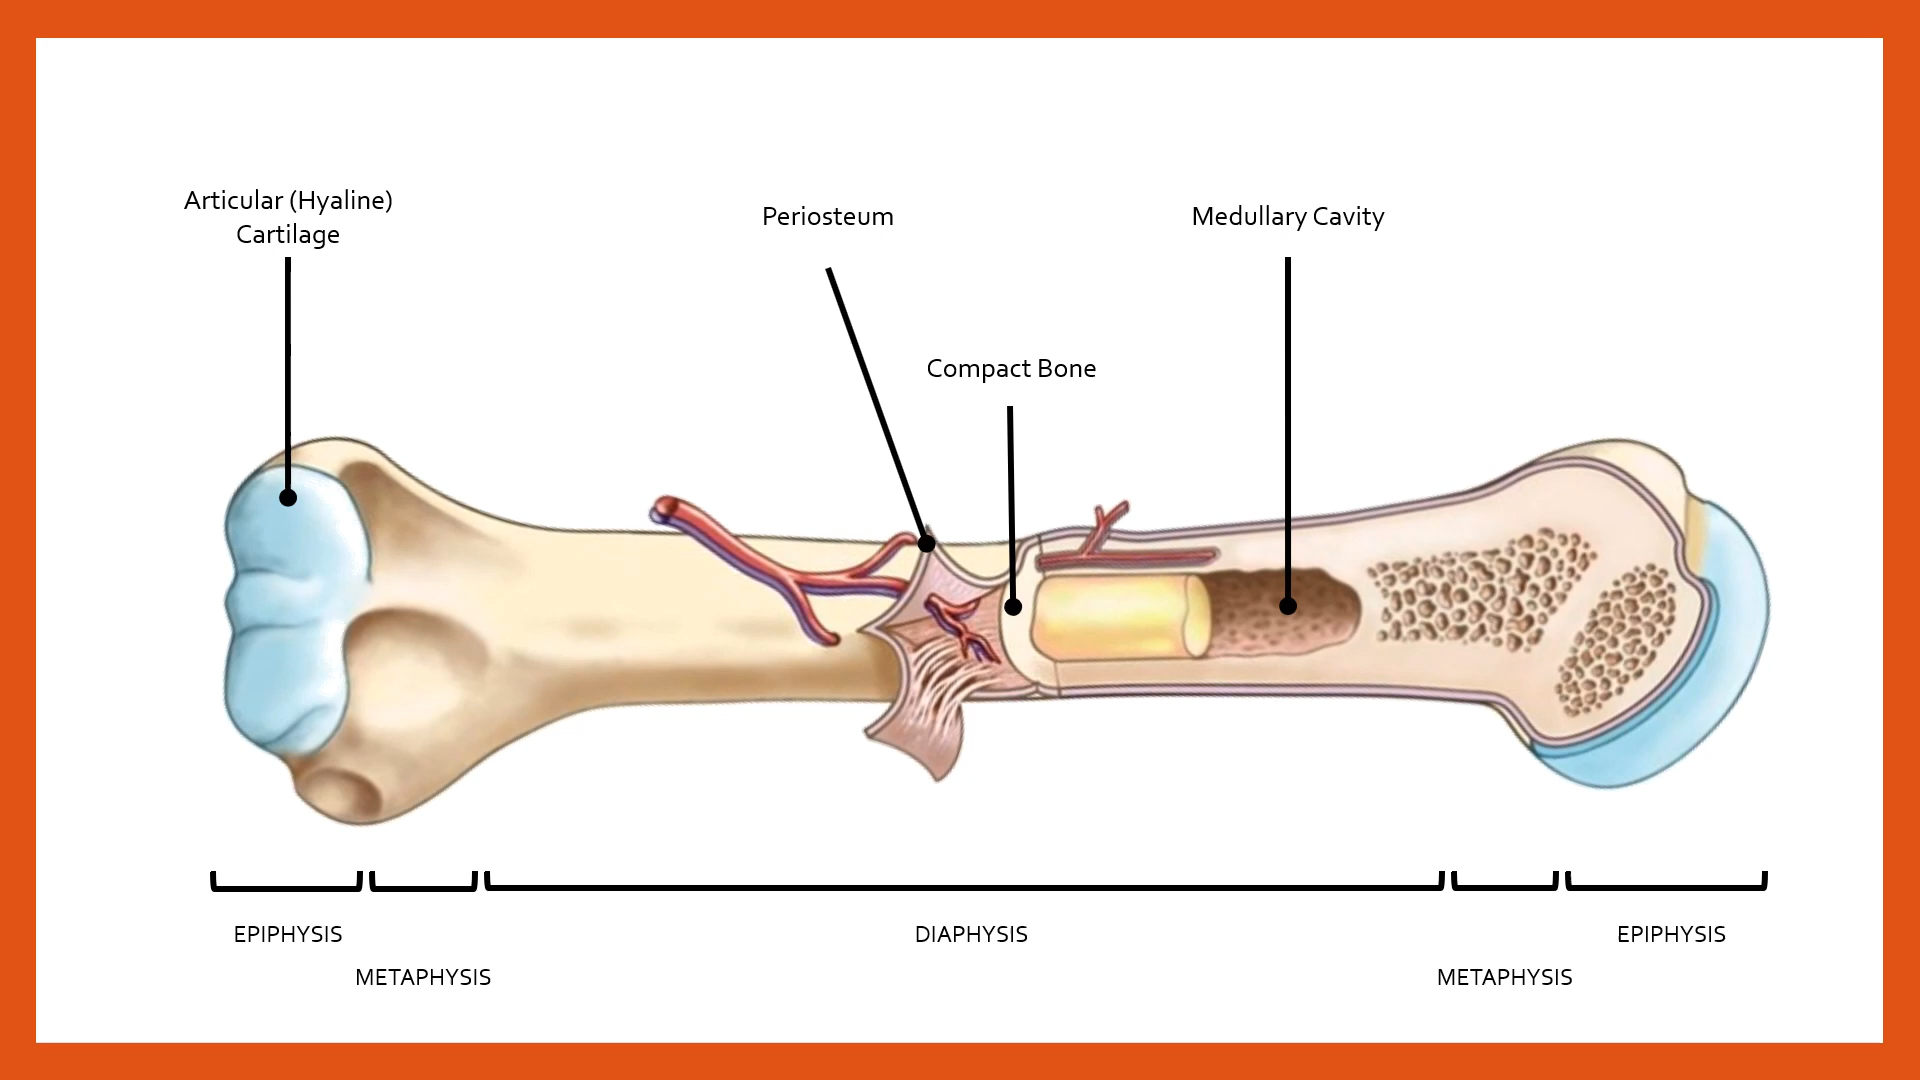 Articular (Hyaline)
Cartilage
Periosteum
Medullary Cavity
Compact Bone
EPIPHYSIS
DIAPHYSIS
EPIPHYSIS
METAPHYSIS
METAPHYSIS